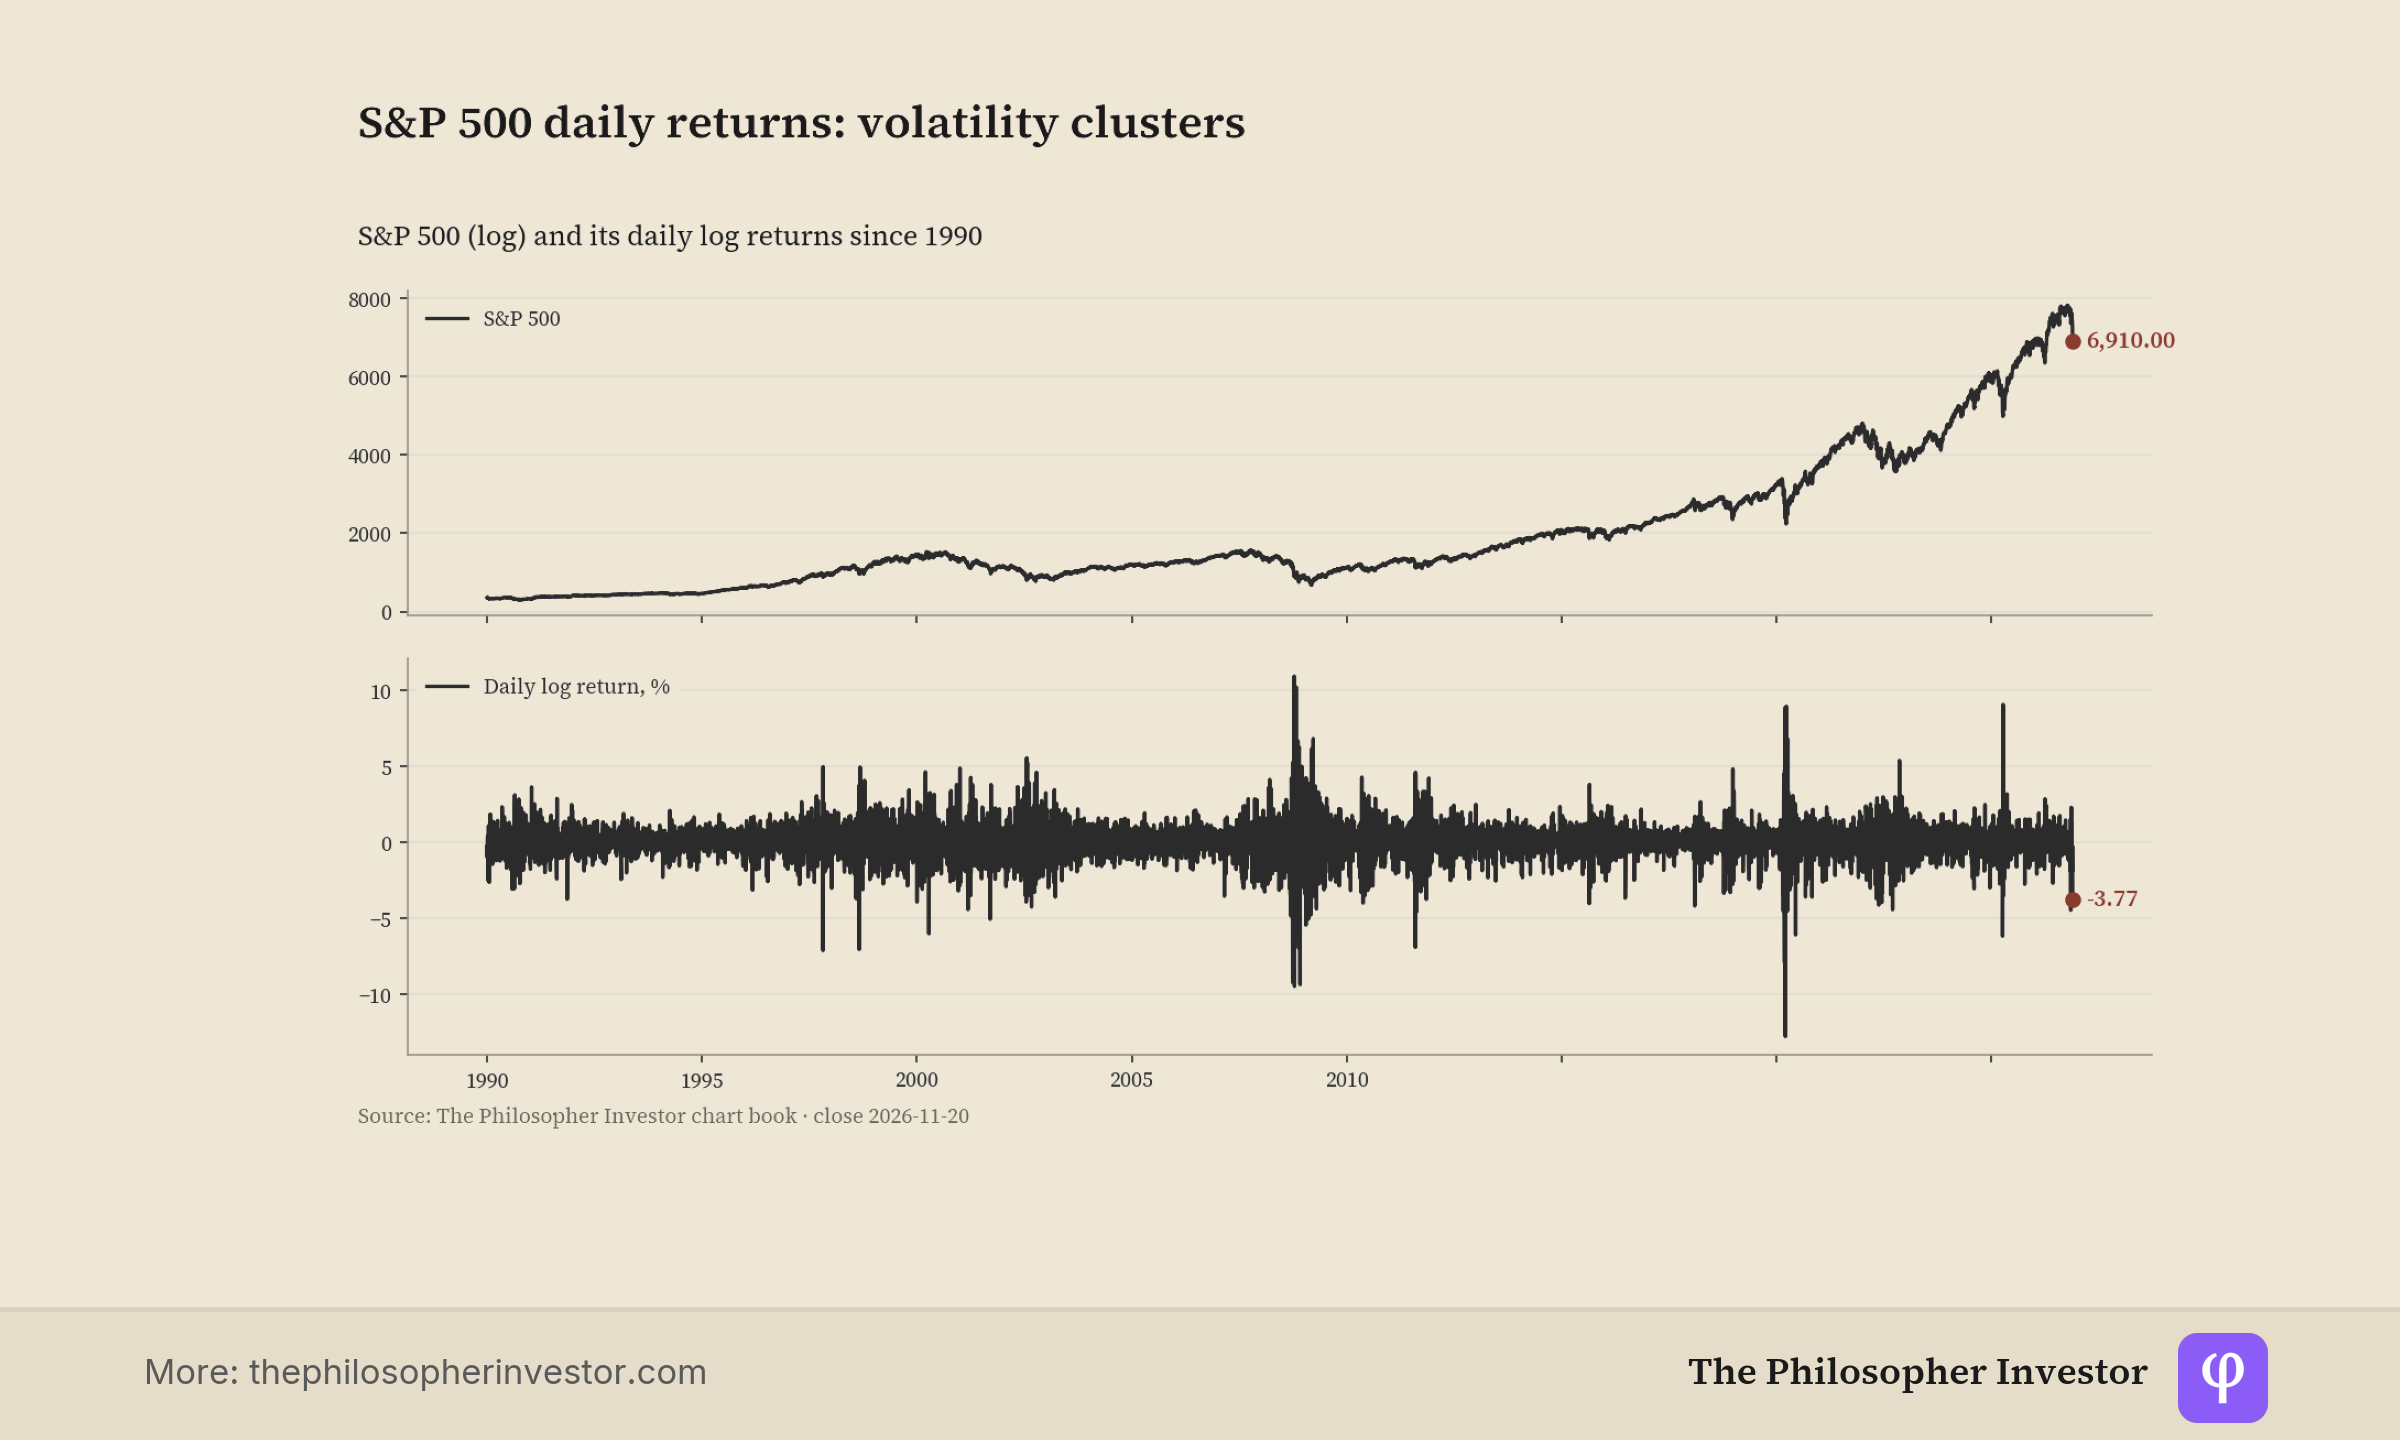 S&P 500 daily returns: volatility clusters
S&P 500 (log) and its daily log returns since 1990
8000
6000
4000
2000
0
S&P 500
6,910.00
10
5
0
−5
−10
Daily log return, %
-3.77
1990 1995 2000 2005 2010
Source: The Philosopher Investor chart book · close 2026-11-20
More: thephilosopherinvestor.com
The Philosopher Investor φ